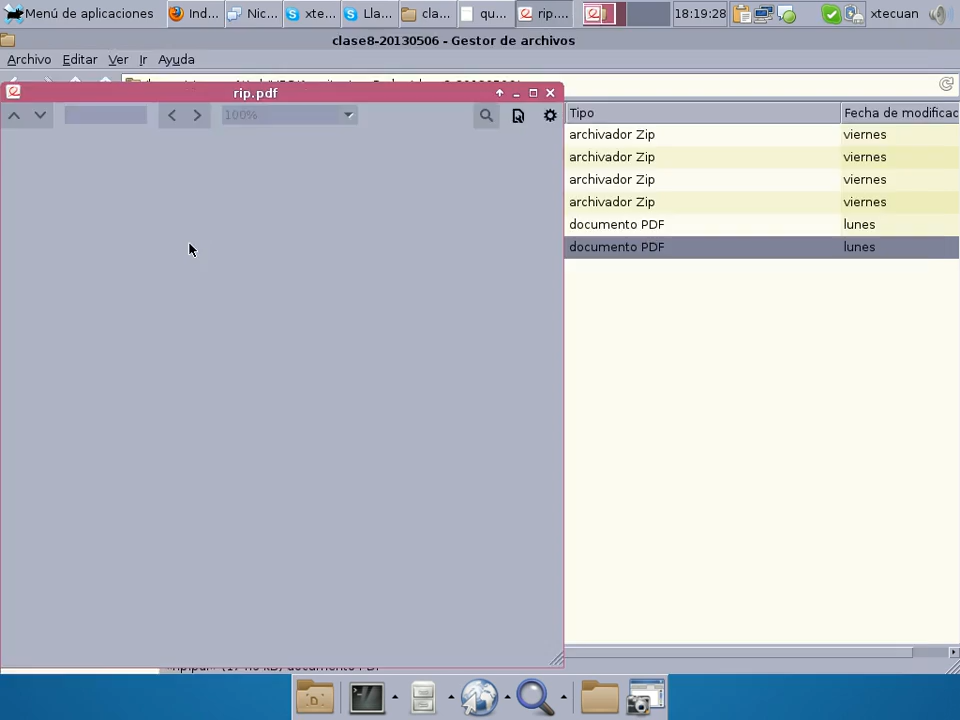 Menú de aplicaciones
Ind...
Nic...
xte...
Lla...
cla...
qu...
rip....
18:19:28
xtecuan
clase8-20130506 - Gestor de archivos
Archivo Editar Ver Ir Ayuda
rip.pdf
100%
Tipo
Fecha de modificac
archivador Zip viernes
archivador Zip viernes
archivador Zip viernes
archivador Zip viernes
documento PDF lunes
documento PDF lunes
documento PDF